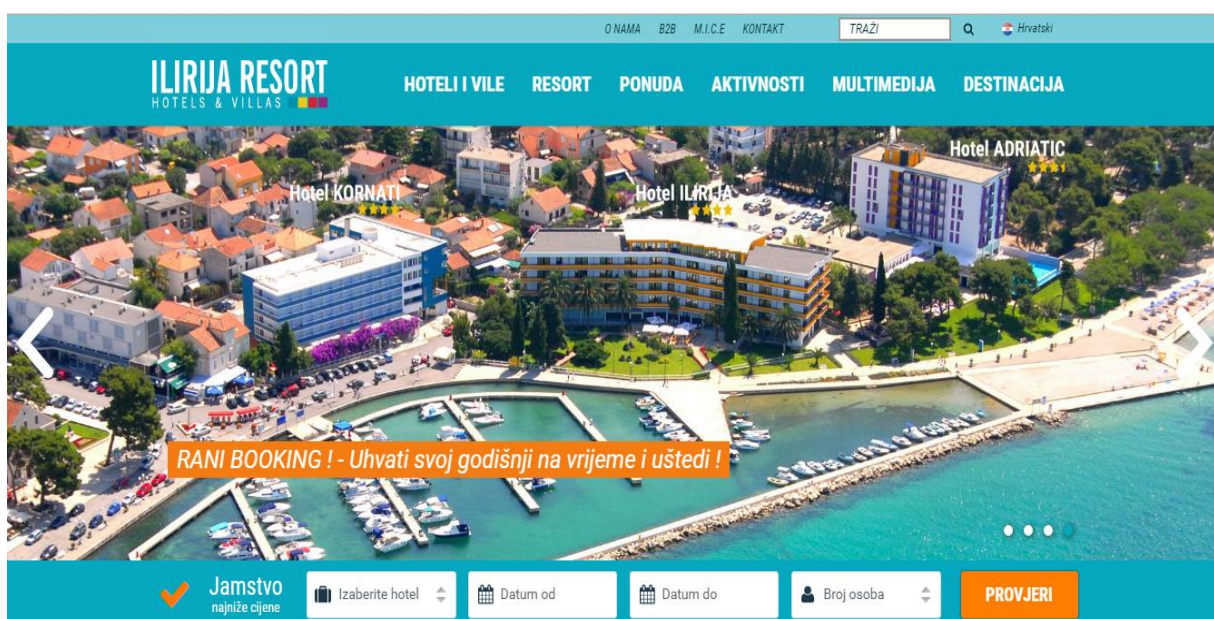 O NAMA B2B M.I.C.E KONTAKT TRAŽI Hrvatski
ILIRIJA RESORT
HOTELS & VILLAS
HOTELI I VILE RESORT PONUDA AKTIVNOSTI MULTIMEDIJA DESTINACIJA
Hotel ADRIATIC
Hotel KORNATI
Hotel ILIRIJA
RANI BOOKING ! - Uhvati svoj godišnji na vrijeme i uštedi !
Jamstvo
najniže cijene
Izaberite hotel Datum od Datum do Broj osoba PROVJERI